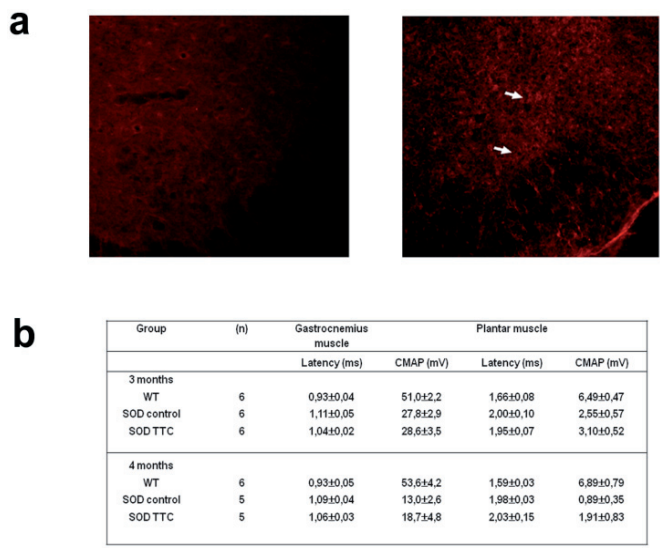 a
b
Group (n) Gastrocnemius muscle Plantar muscle
Latency (ms) CMAP (mV) Latency (ms) CMAP (mV)
3 months
WT 6 0,93±0,04 51,0±2,2 1,66±0,08 6,49±0,47
SOD control 6 1,11±0,05 27,8±2,9 2,00±0,10 2,55±0,57
SOD TTC 6 1,04±0,02 28,6±3,5 1,95±0,07 3,10±0,52
4 months
WT 6 0,93±0,05 53,6±4,2 1,59±0,03 6,89±0,79
SOD control 5 1,09±0,04 13,0±2,6 1,98±0,03 0,89±0,35
SOD TTC 5 1,06±0,03 18,7±4,8 2,03±0,15 1,91±0,83